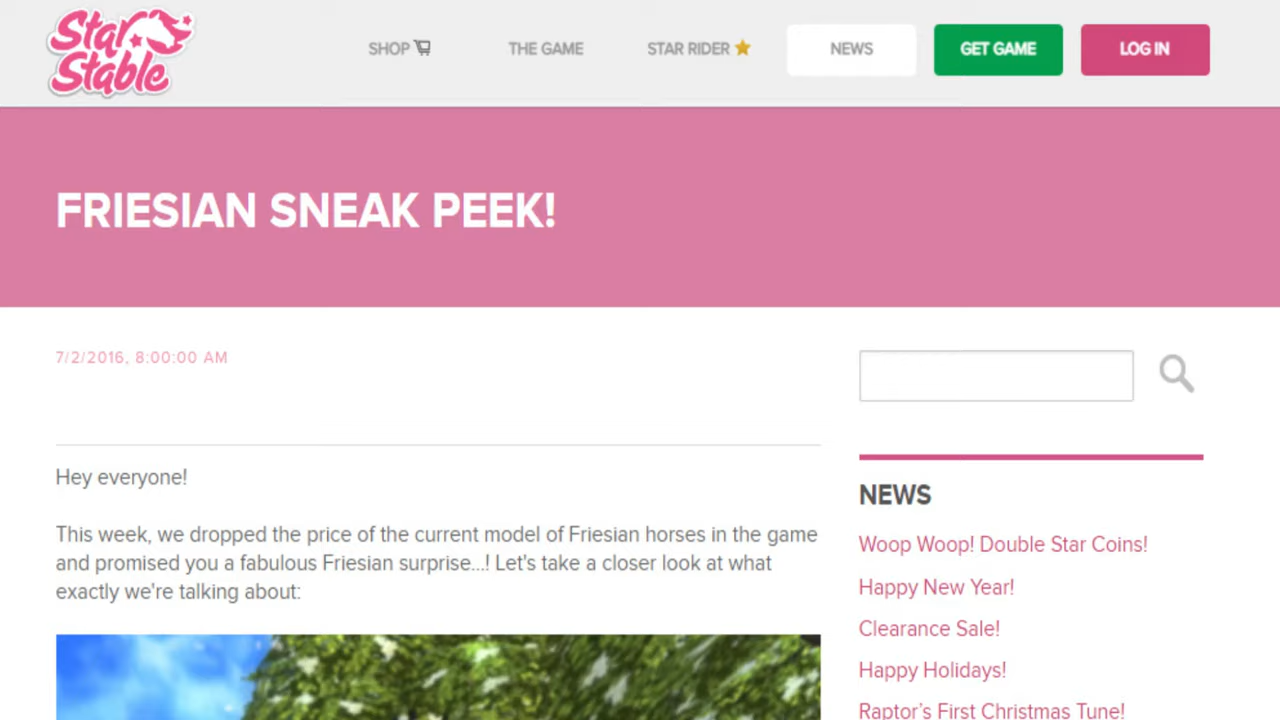 Star Stable
SHOP
THE GAME
STAR RIDER
NEWS
GET GAME
LOG IN
FRIESIAN SNEAK PEEK!
7/2/2016, 8:00:00 AM
Hey everyone!
This week, we dropped the price of the current model of Friesian horses in the game
and promised you a fabulous Friesian surprise...! Let's take a closer look at what
exactly we're talking about:
NEWS
Woop Woop! Double Star Coins!
Happy New Year!
Clearance Sale!
Happy Holidays!
Raptor’s First Christmas Tune!